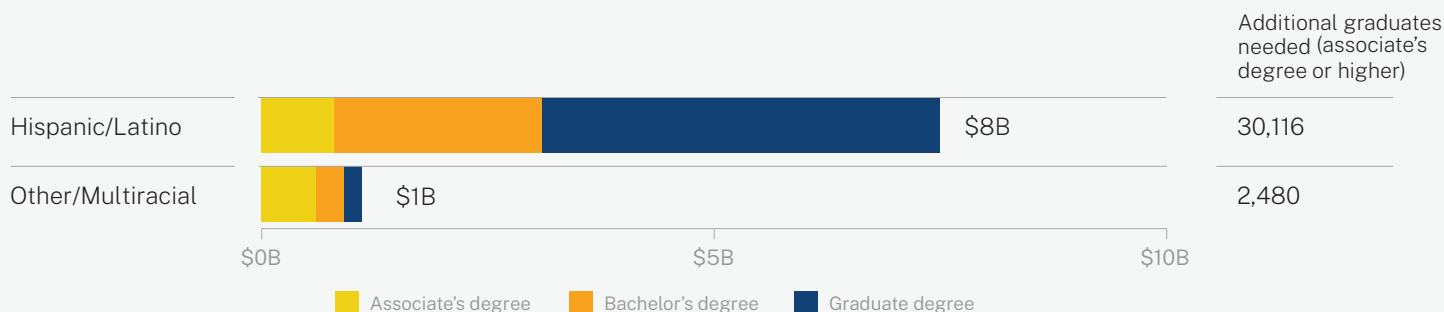 Additional graduates
needed (associate’s
degree or higher)
Hispanic/Latino $8B 30,116
Other/Multiracial $1B 2,480
$0B $5B $10B
Associate’s degree Bachelor’s degree Graduate degree